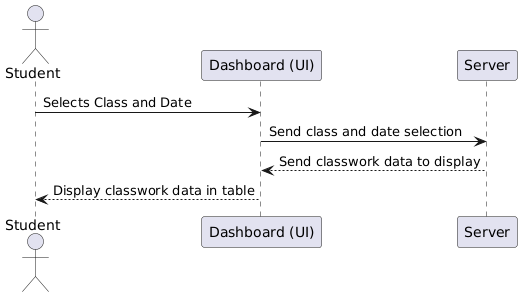 Student
Dashboard (UI)
Server
Selects Class and Date
Send class and date selection
Send classwork data to display
Display classwork data in table
Student
Dashboard (UI)
Server